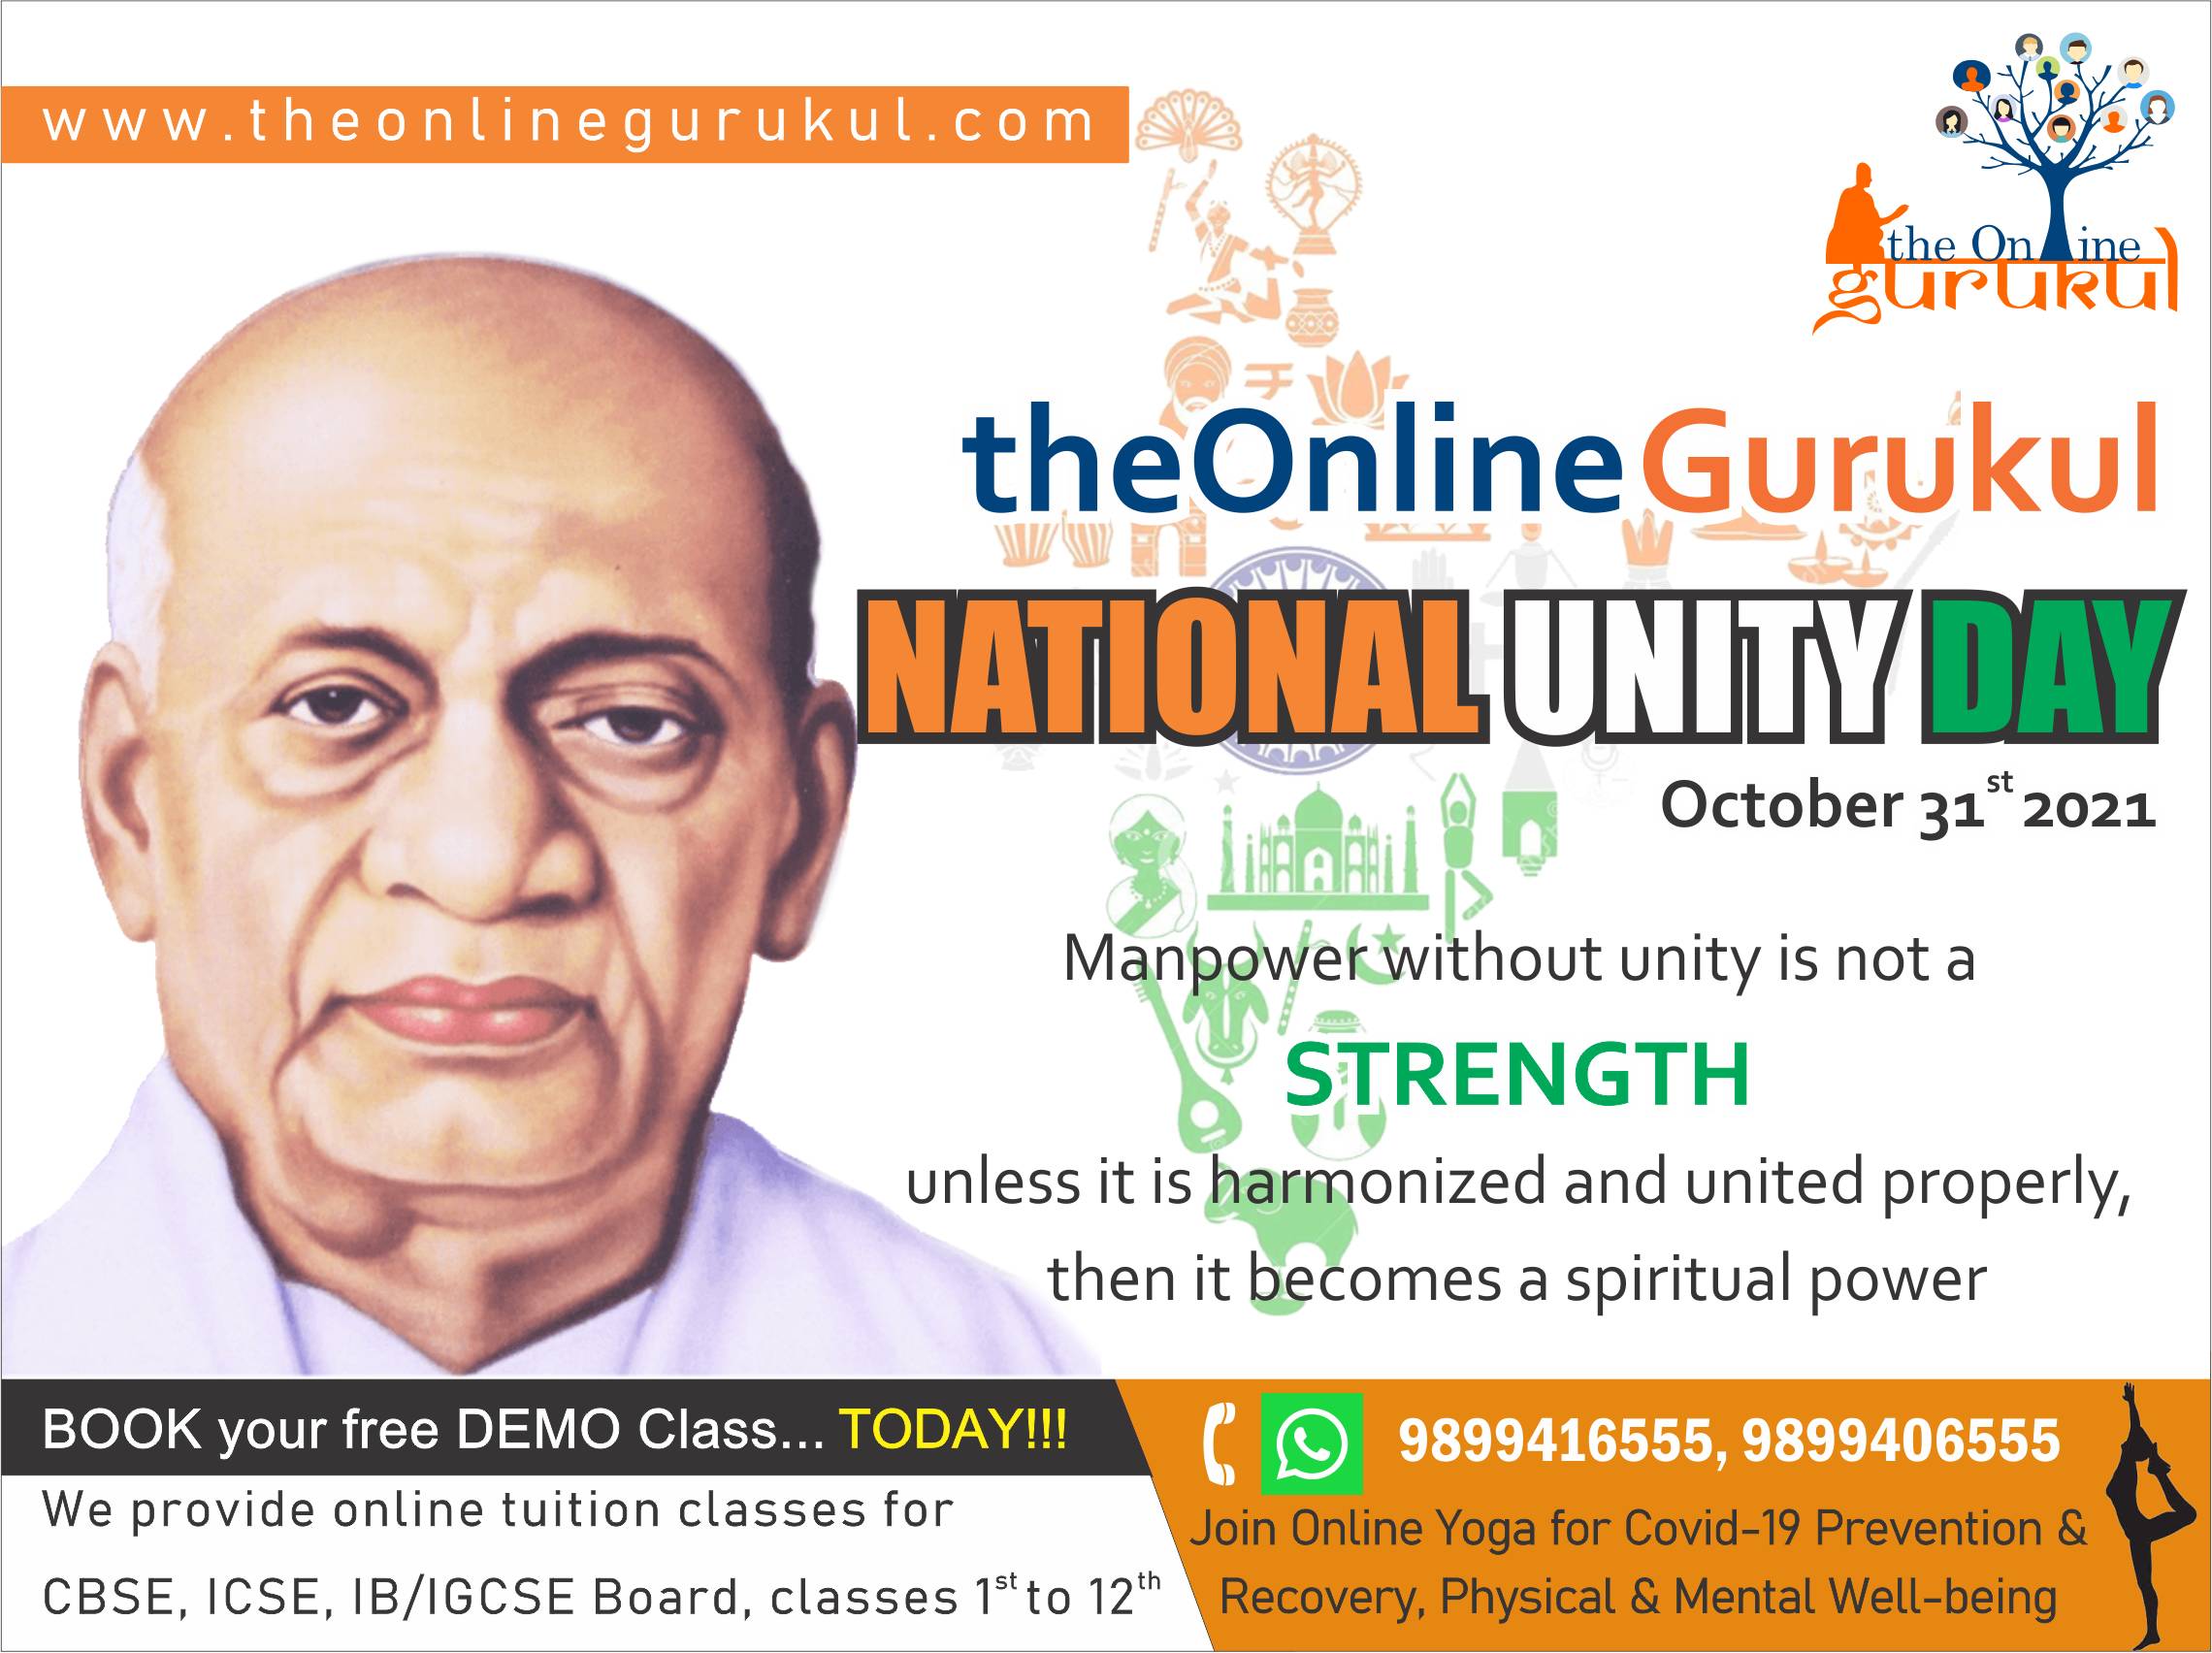 www.theonlinegurukul.com
the Online
gurukul
theOnlineGurukul
NATIONAL UNITY DAY
October 31st 2021
Manpower without unity is not a
STRENGTH
unless it is harmonized and united properly,
then it becomes a spiritual power
BOOK your free DEMO Class... TODAY!!!
We provide online tuition classes for
CBSE, ICSE, IB/IGCSE Board, classes 1st to 12th
9899416555, 9899406555
Join Online Yoga for Covid-19 Prevention &
Recovery, Physical & Mental Well-being